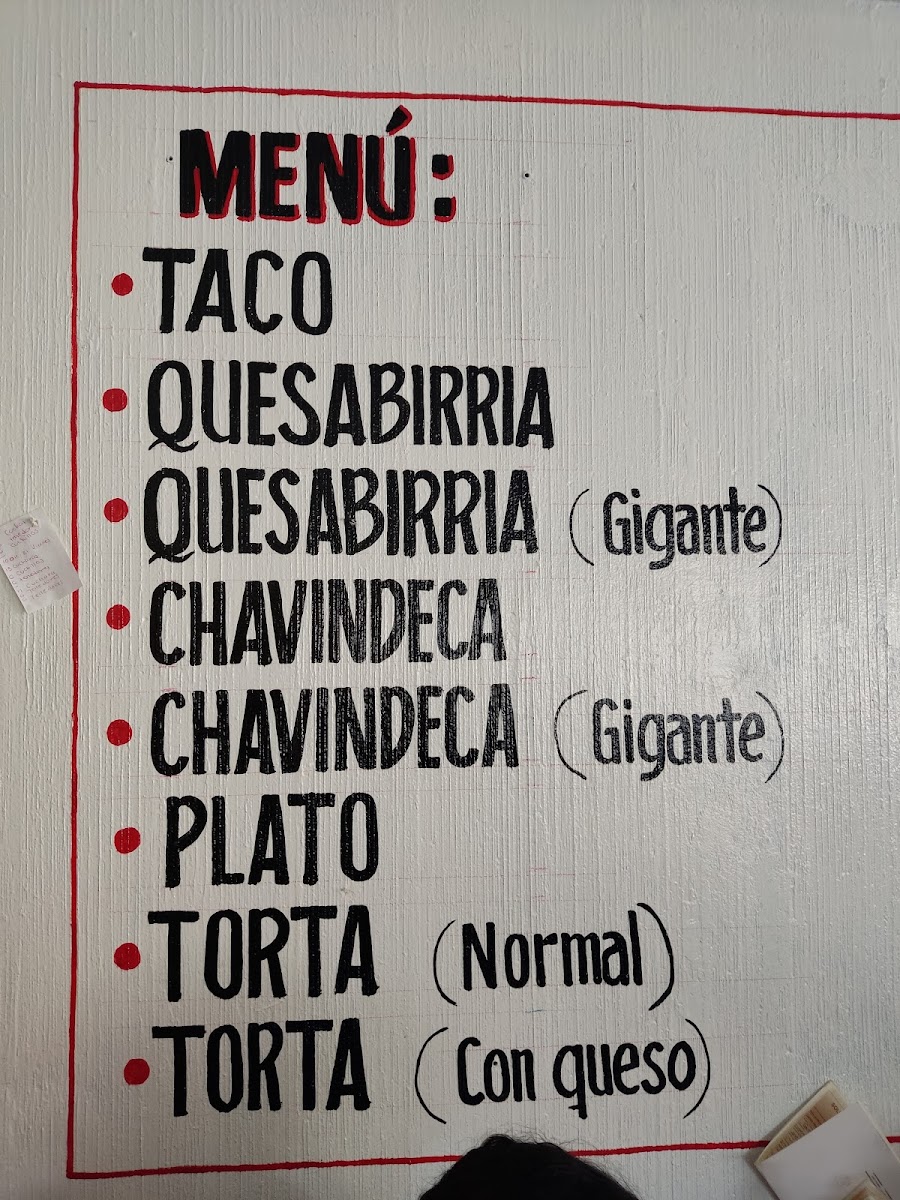 MENÚ:
• TACO
• QUESABIRRIA
• QUESABIRRIA (Gigante)
• CHAVINDECA
• CHAVINDECA (Gigante)
• PLATO
• TORTA (Normal)
• TORTA (Con queso)